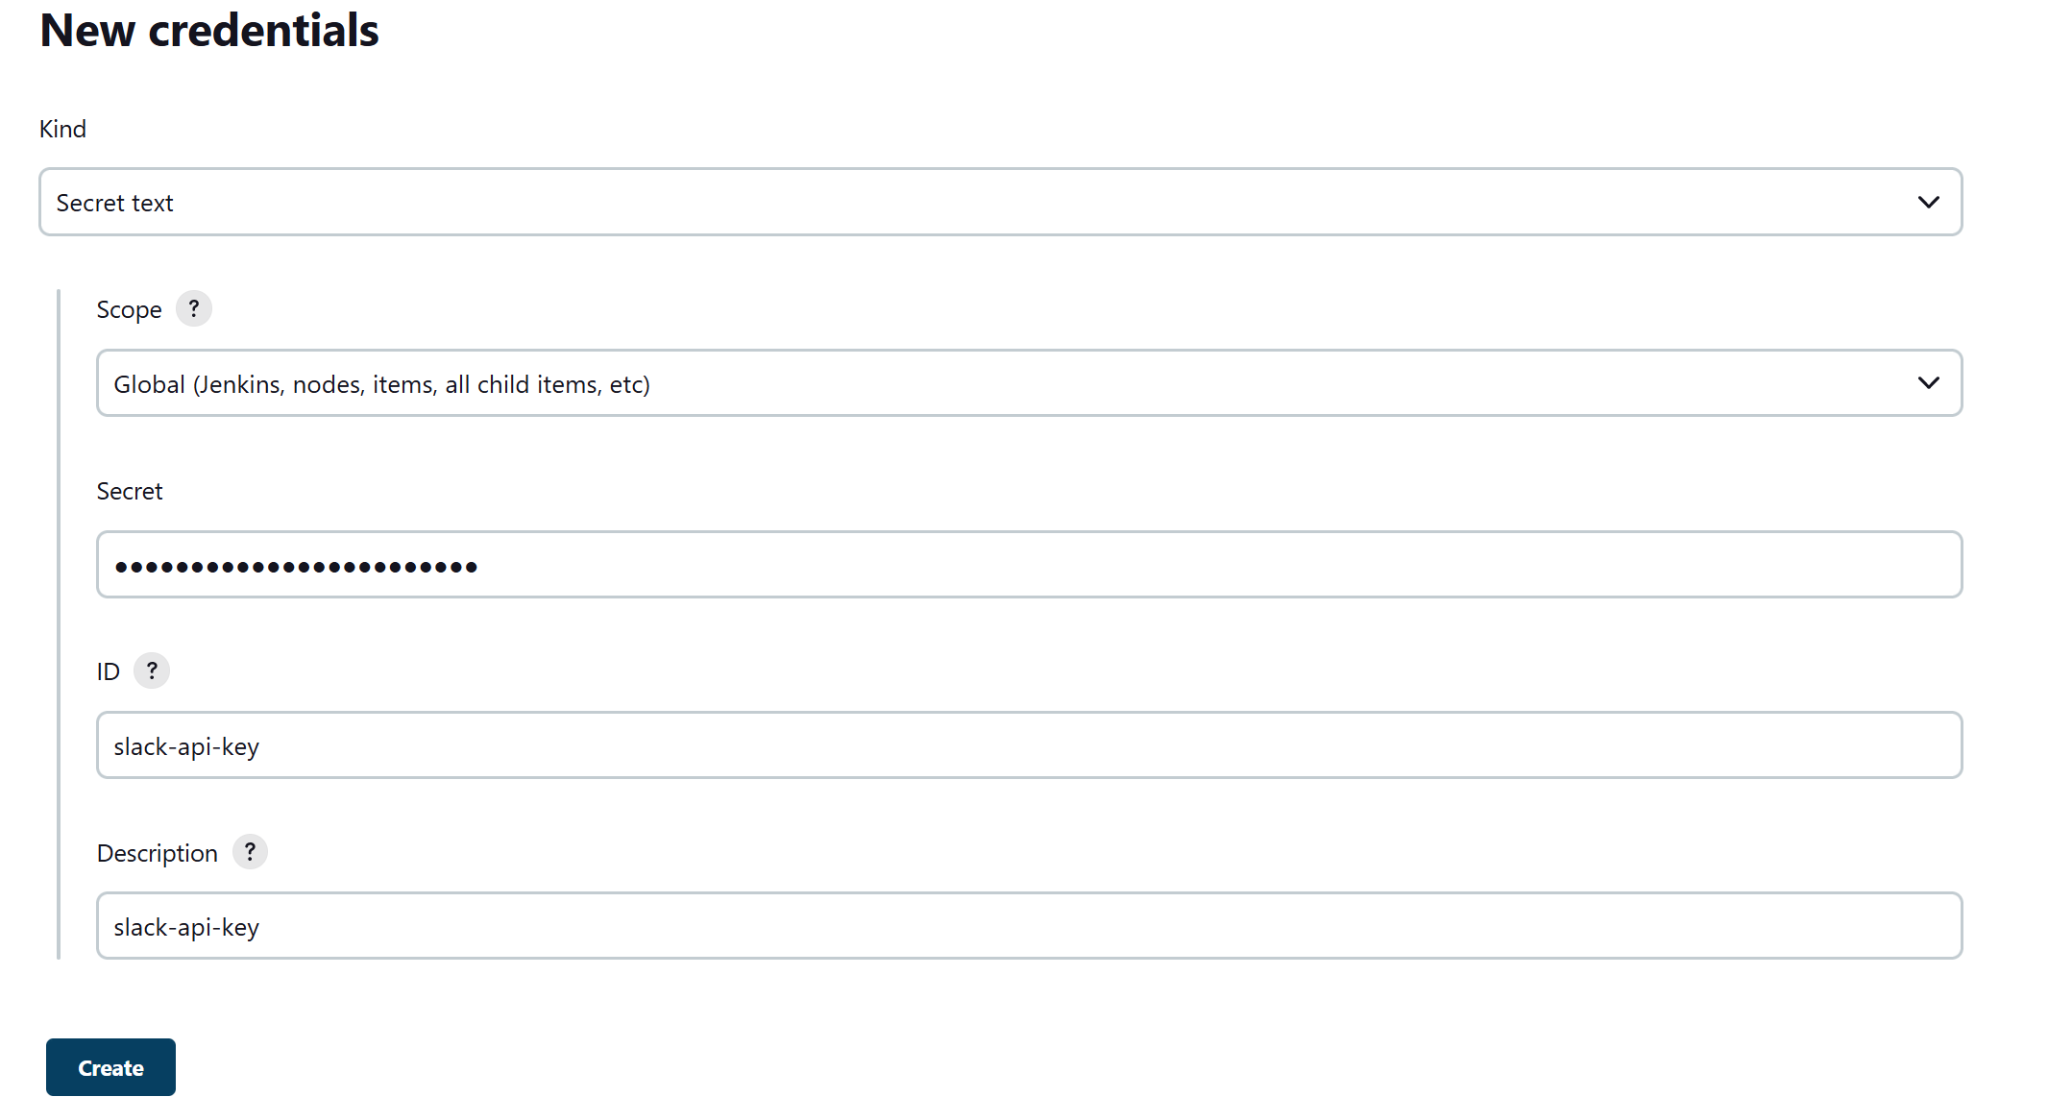 New credentials
Kind
Secret text
Scope ?
Global (Jenkins, nodes, items, all child items, etc)
Secret
••••••••••••••••••••••••
ID ?
slack-api-key
Description ?
slack-api-key
Create